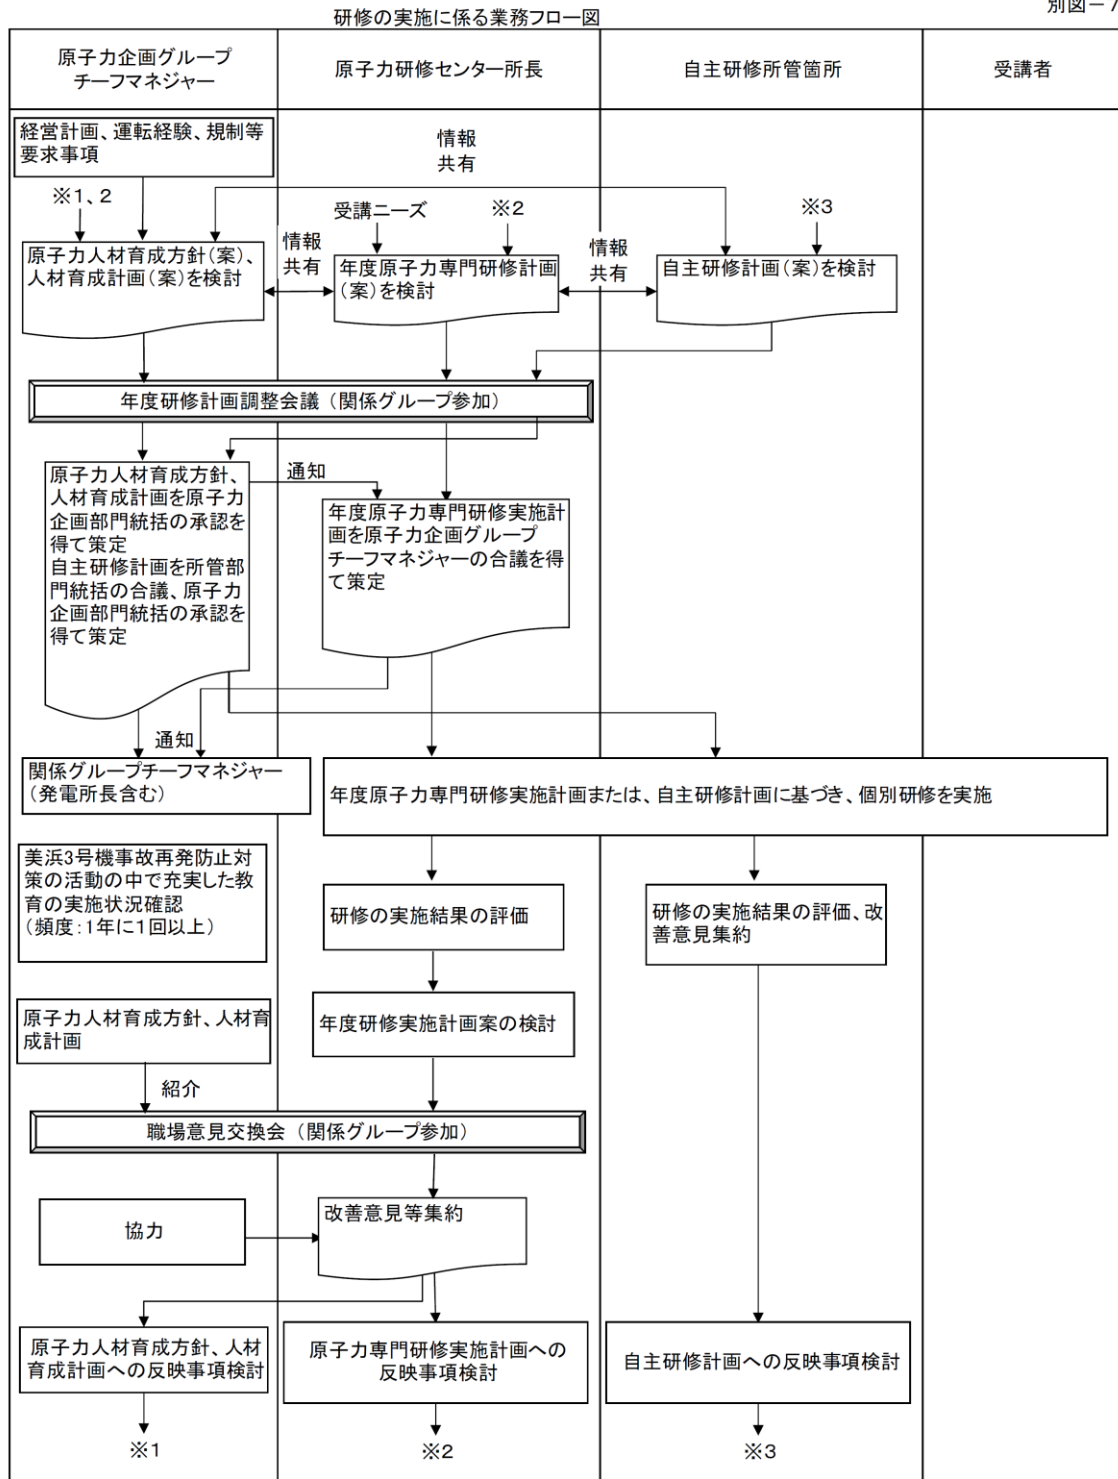 別図－7
研修の実施に係る業務フロー図
原子力企画グループ
チーフマネジャー
原子力研修センター所長
自主研修所管箇所
受講者
経営計画、運転経験、規制等
要求事項
情報
共有
※1、2
受講ニーズ
※2
※3
原子力人材育成方針(案)、
人材育成計画(案)を検討
情報
共有
年度原子力専門研修計画
(案)を検討
情報
共有
自主研修計画(案)を検討
年度研修計画調整会議（関係グループ参加）
原子力人材育成方針、
人材育成計画を原子力
企画部門統括の承認を
得て策定
自主研修計画を所管部
門統括の合議、原子力
企画部門統括の承認を
得て策定
通知
年度原子力専門研修実施計
画を原子力企画グループ
チーフマネジャーの合議を得
て策定
通知
関係グループチーフマネジャー
(発電所長含む)
年度原子力専門研修実施計画または、自主研修計画に基づき、個別研修を実施
美浜3号機事故再発防止対
策の活動の中で充実した教
育の実施状況確認
(頻度:1年に1回以上)
研修の実施結果の評価
研修の実施結果の評価、改
善意見集約
原子力人材育成方針、人材育
成計画
年度研修実施計画案の検討
紹介
職場意見交換会（関係グループ参加）
協力
改善意見等集約
原子力人材育成方針、人材
育成計画への反映事項検討
原子力専門研修実施計画への
反映事項検討
自主研修計画への反映事項検討
※1
※2
※3